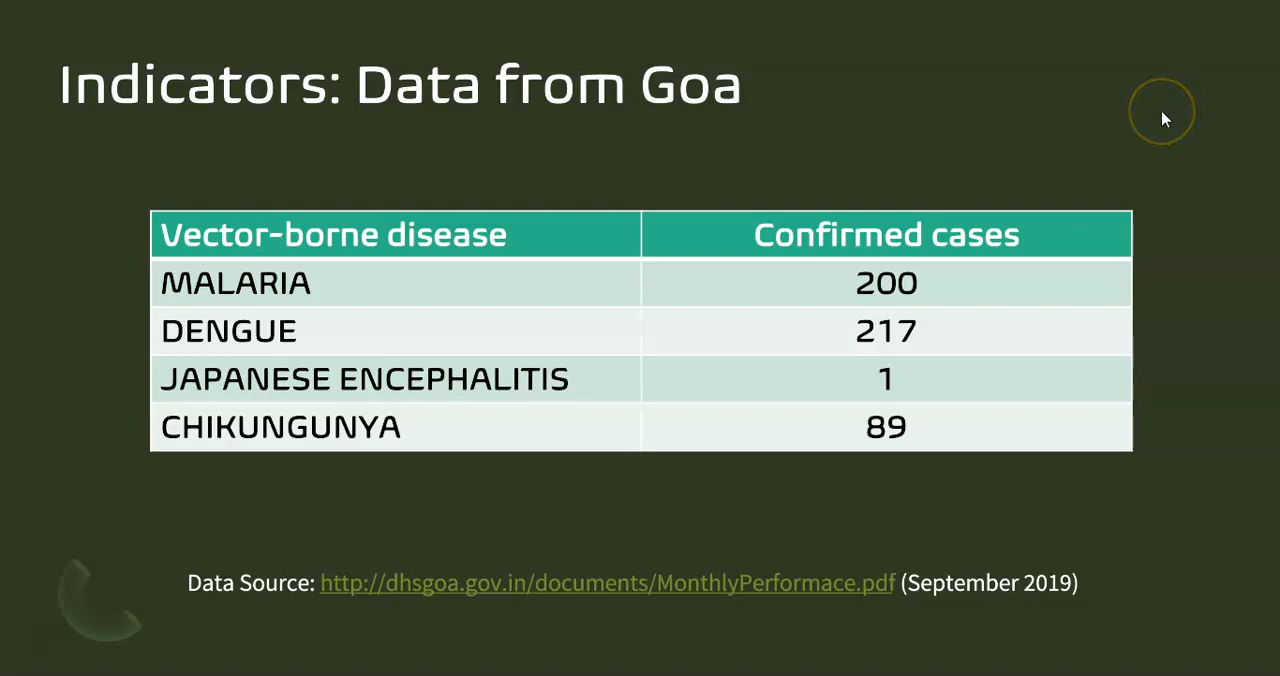 Indicators: Data from Goa
Vector-borne disease Confirmed cases
MALARIA 200
DENGUE 217
JAPANESE ENCEPHALITIS 1
CHIKUNGUNYA 89
Data Source: http://dhsgoa.gov.in/documents/MonthlyPerformace.pdf (September 2019)